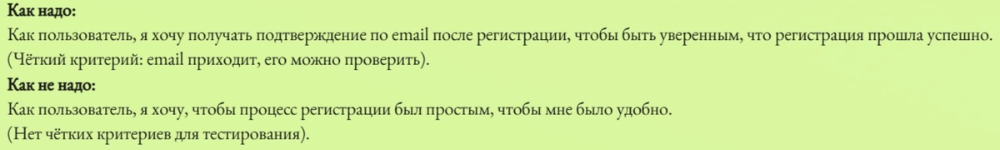 Как надо:
Как пользователь, я хочу получать подтверждение по email после регистрации, чтобы быть уверенным, что регистрация прошла успешно.
(Чёткий критерий: email приходит, его можно проверить).
Как не надо:
Как пользователь, я хочу, чтобы процесс регистрации был простым, чтобы мне было удобно.
(Нет чётких критериев для тестирования).